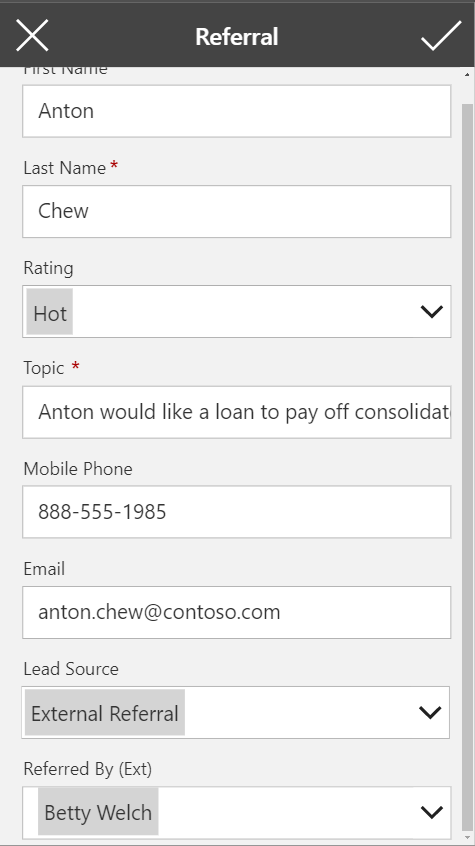 Referral
First Name
Anton
Last Name *
Chew
Rating
Hot
Topic *
Anton would like a loan to pay off consolidat
Mobile Phone
888-555-1985
Email
anton.chew@contoso.com
Lead Source
External Referral
Referred By (Ext)
Betty Welch